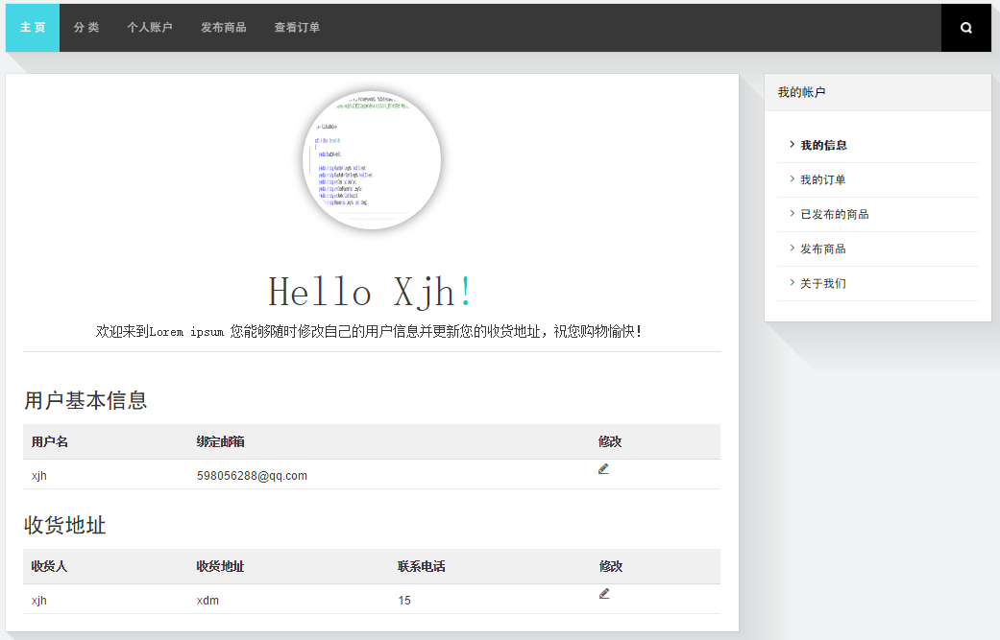 主 页 分 类 个人账户 发布商品 查看订单
Hello Xjh!
欢迎来到Lorem ipsum 您能够随时修改自己的用户信息并更新您的收货地址，祝您购物愉快！
用户基本信息
用户名 绑定邮箱 修改
xjh 598056288@qq.com
收货地址
收货人 收货地址 联系电话 修改
xjh xdm 15
我的帐户
我的信息
我的订单
已发布的商品
发布商品
关于我们